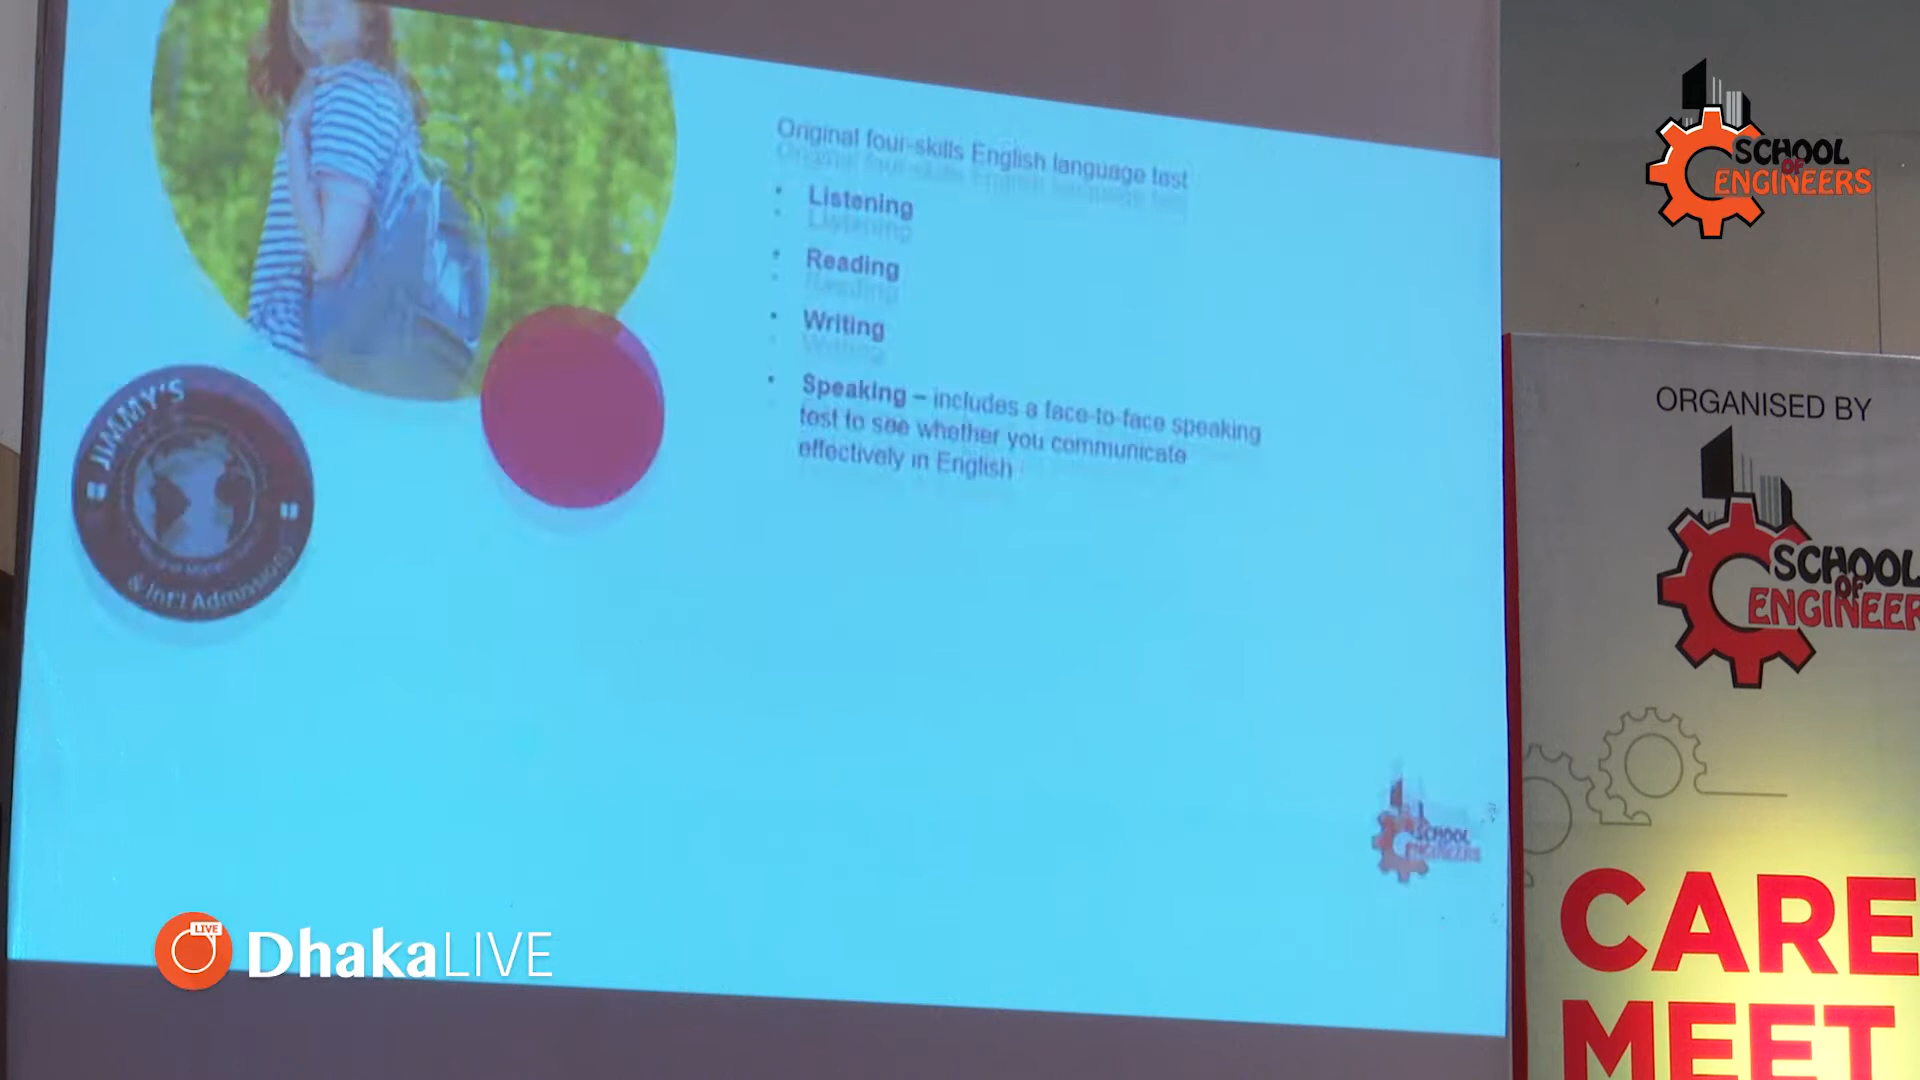 Original four-skills English language test
• Listening
• Reading
• Writing
• Speaking – includes a face-to-face speaking
test to see whether you communicate
effectively in English
JIMMY'S
& Int'l Admission
SCHOOL
OF
ENGINEERS
LIVE
DhakaLIVE
SCHOOL
OF
ENGINEERS
ORGANISED BY
SCHOOL
OF
ENGINEER
CARE
MEET